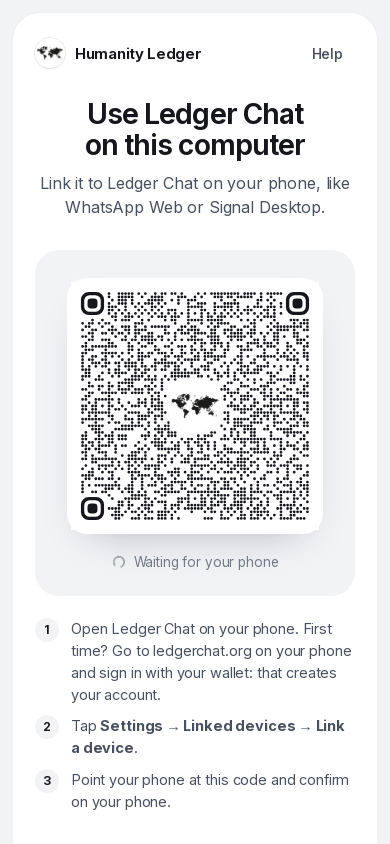 Humanity Ledger
Help
Use Ledger Chat
on this computer
Link it to Ledger Chat on your phone, like
WhatsApp Web or Signal Desktop.
Waiting for your phone
1 Open Ledger Chat on your phone. First
time? Go to ledgerchat.org on your phone
and sign in with your wallet: that creates
your account.
2 Tap Settings → Linked devices → Link
a device.
3 Point your phone at this code and confirm
on your phone.